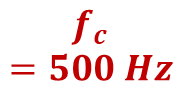 f_c
= 500 Hz